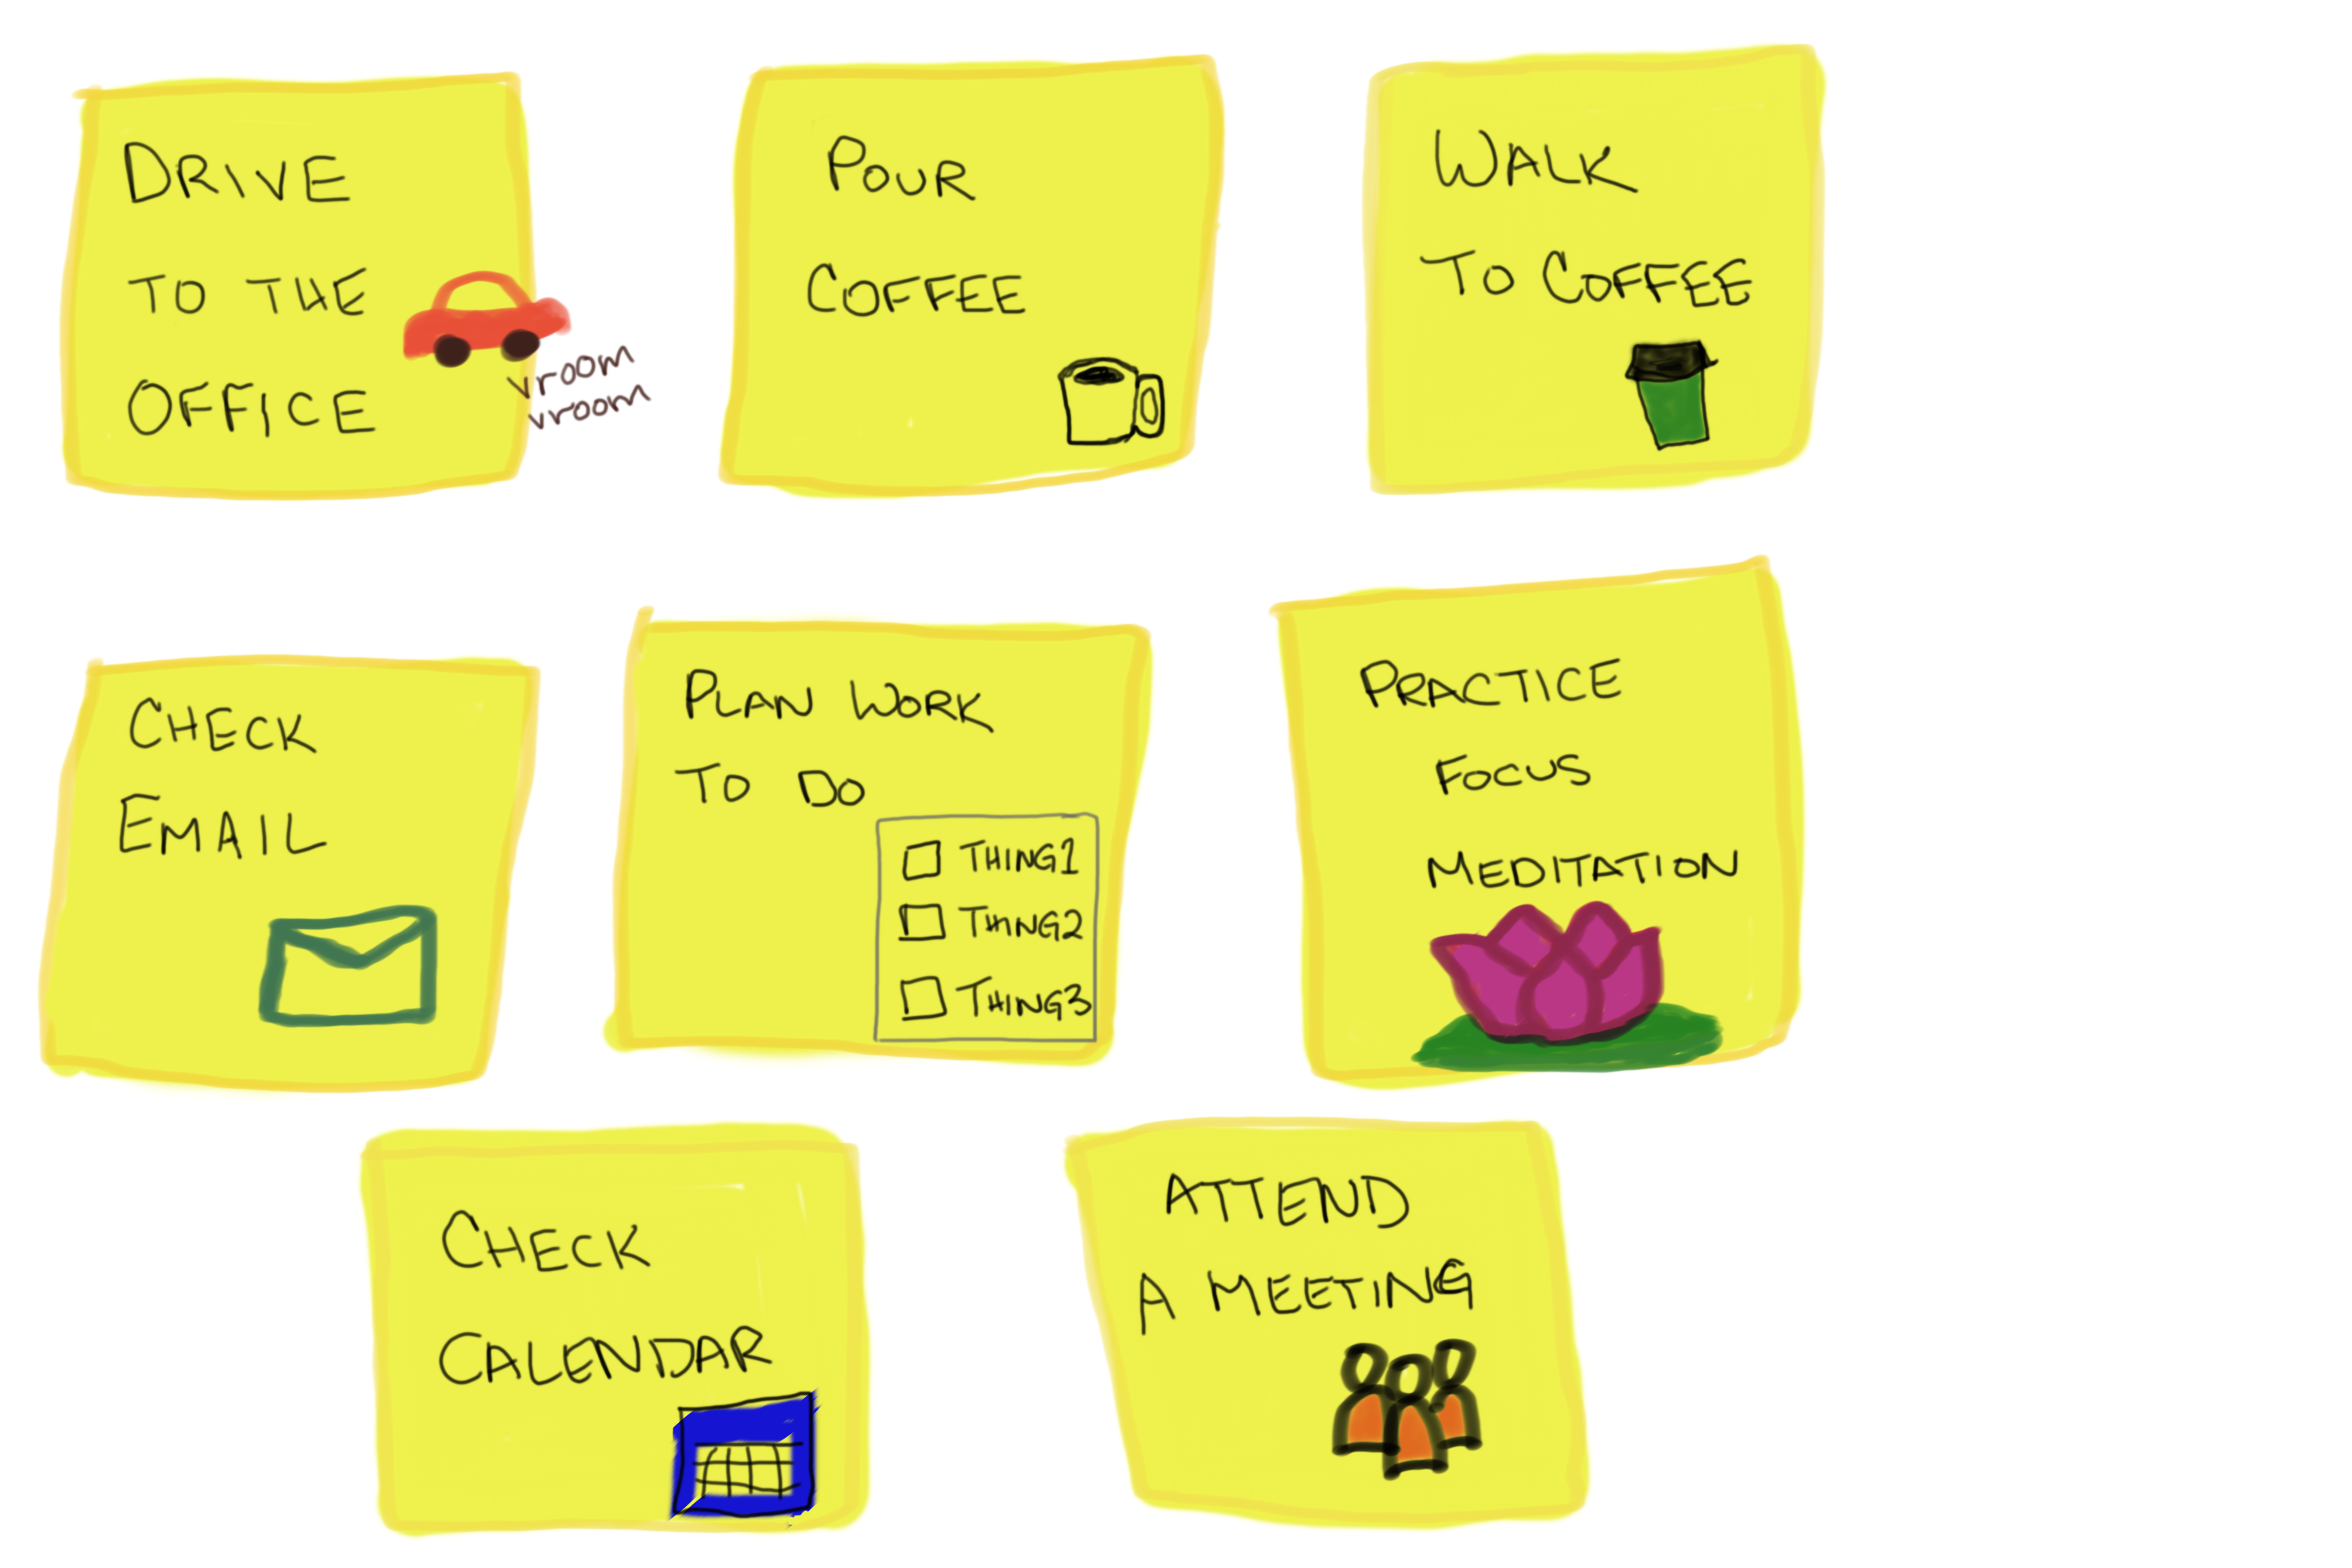 DRIVE
TO THE
OFFICE
vroom
vroom
POUR
COFFEE
WALK
TO COFFEE
CHECK
EMAIL
PLAN WORK
TO DO
THING1
THING2
THING3
PRACTICE
FOCUS
MEDITATION
CHECK
CALENDAR
ATTEND
A MEETING